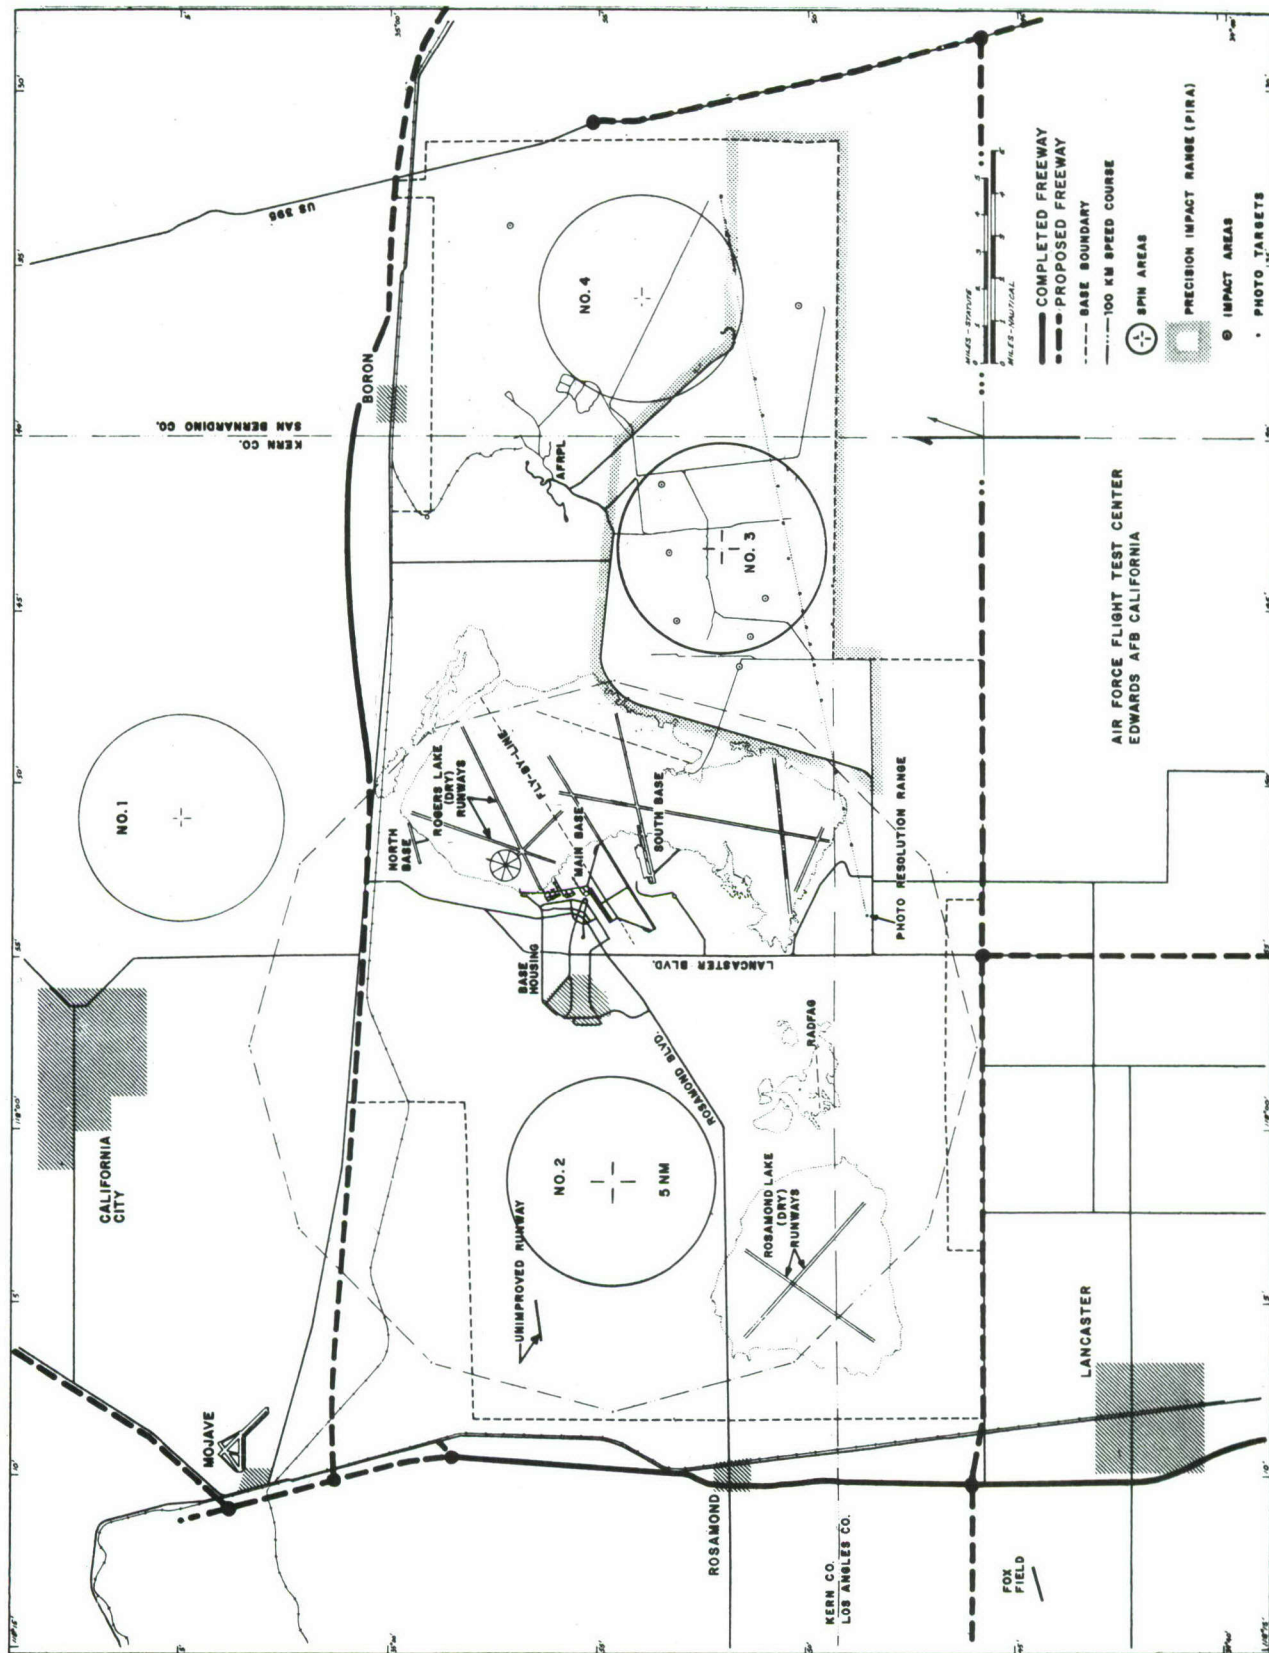 US 395
BORON
KERN CO.
SAN BERNARDINO CO.
NO. 4
AFRPL
NO. 3
NO. 1
NORTH
BASE
ROGERS LAKE
(DRY)
RUNWAYS
FLY-BY-LINE
MAIN BASE
SOUTH BASE
PHOTO RESOLUTION RANGE
BASE
HOUSING
LANCASTER BLVD.
ROSAMOND BLVD.
RADFAG
CALIFORNIA
CITY
NO. 2
5 NM
UNIMPROVED RUNWAY
ROSAMOND LAKE
(DRY)
RUNWAYS
MOJAVE
ROSAMOND
LANCASTER
KERN CO.
LOS ANGLES CO.
FOX
FIELD
MILES-STATUTE
MILES-NAUTICAL
COMPLETED FREEWAY
PROPOSED FREEWAY
BASE BOUNDARY
100 KM SPEED COURSE
SPIN AREAS
PRECISION IMPACT RANGE (PIRA)
IMPACT AREAS
PHOTO TARGETS
AIR FORCE FLIGHT TEST CENTER
EDWARDS AFB CALIFORNIA